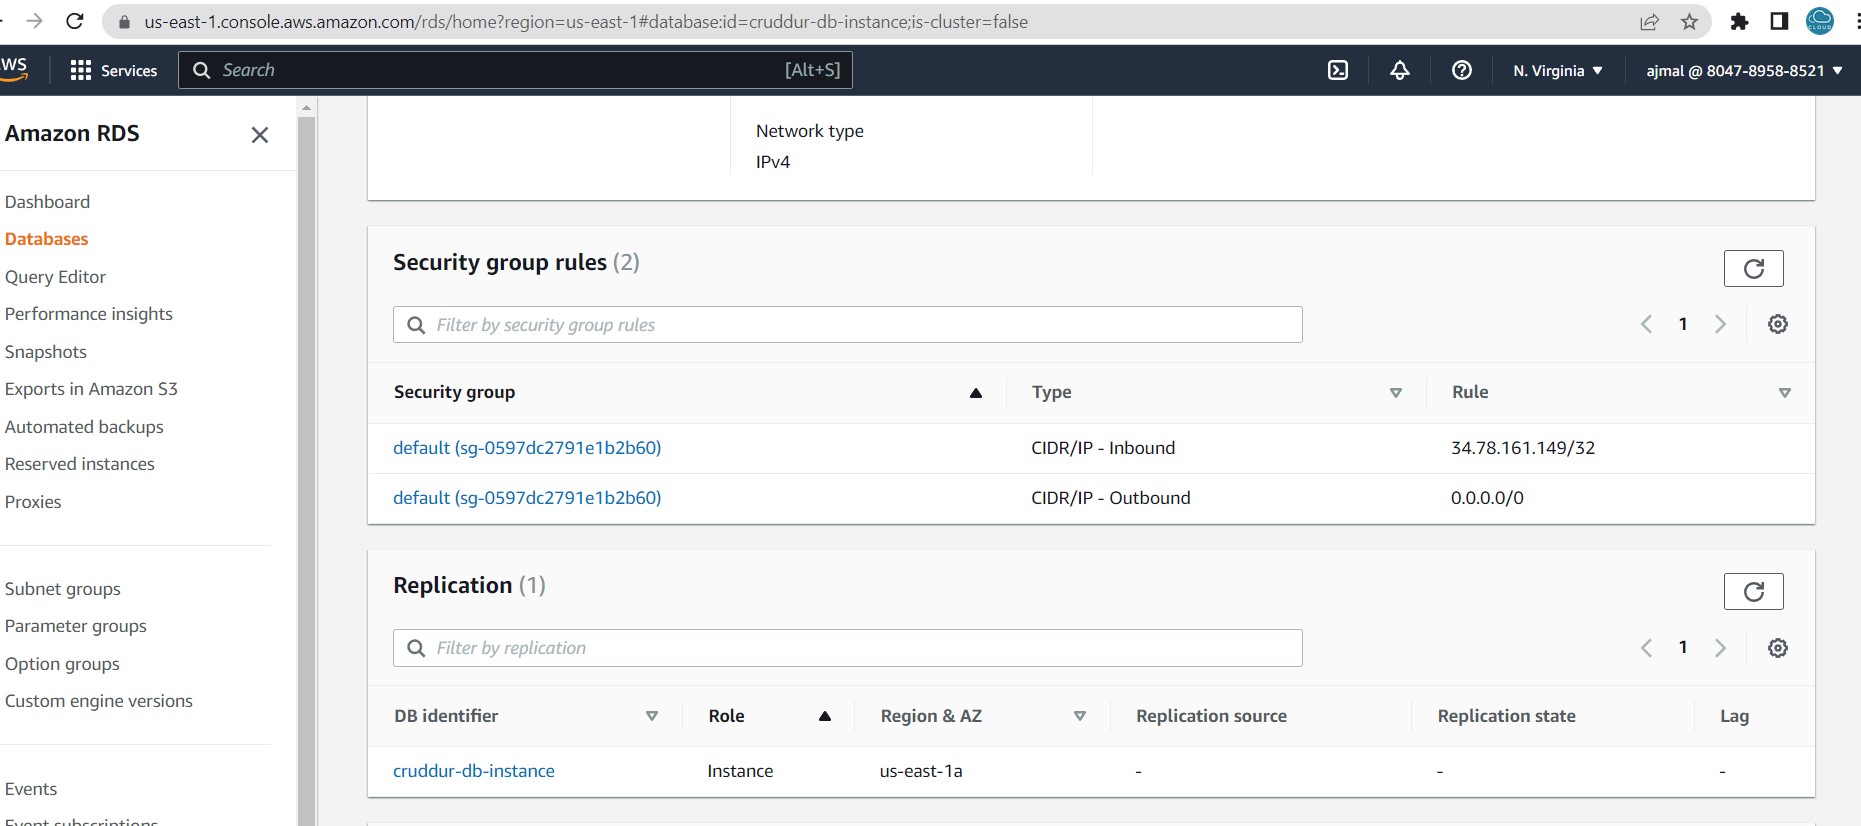 us-east-1.console.aws.amazon.com/rds/home?region=us-east-1#database:id=cruddur-db-instance;is-cluster=false
Services
Search
[Alt+S]
N. Virginia
ajmal @ 8047-8958-8521
Amazon RDS
Dashboard
Databases
Query Editor
Performance insights
Snapshots
Exports in Amazon S3
Automated backups
Reserved instances
Proxies
Subnet groups
Parameter groups
Option groups
Custom engine versions
Events
Event subscriptions
Network type
IPv4
Security group rules (2)
Filter by security group rules
1
Security group Type Rule
default (sg-0597dc2791e1b2b60) CIDR/IP - Inbound 34.78.161.149/32
default (sg-0597dc2791e1b2b60) CIDR/IP - Outbound 0.0.0.0/0
Replication (1)
Filter by replication
1
DB identifier Role Region & AZ Replication source Replication state Lag
cruddur-db-instance Instance us-east-1a - - -